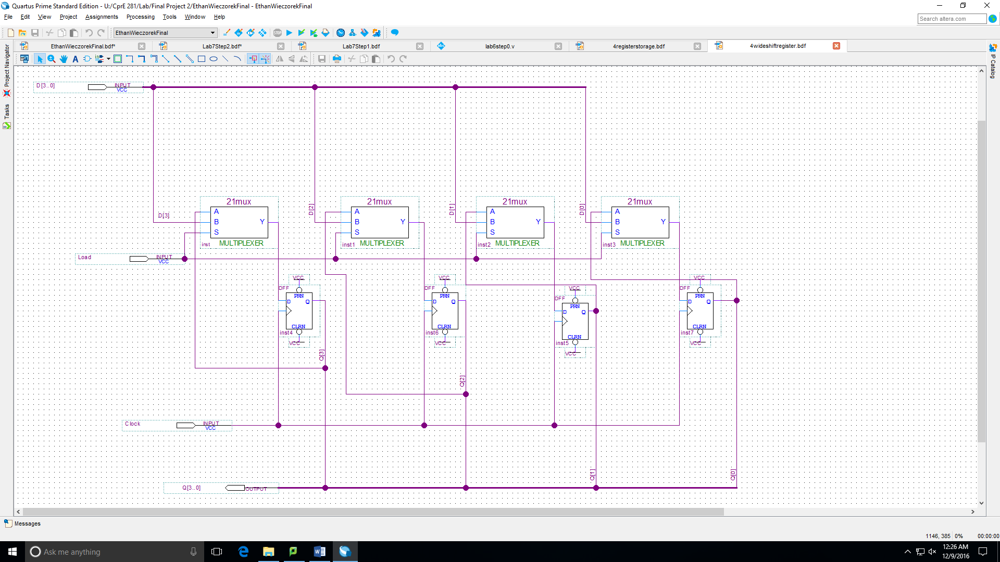 Quartus Prime Standard Edition - U:/CprE 281/Lab/Final Project 2/EthanWieczorekFinal - EthanWieczorekFinal
File Edit View Project Assignments Processing Tools Window Help
Search altera.com
EthanWieczorekFinal
STOP
EthanWieczorekFinal.bdf*
Lab7Step2.bdf*
Lab7Step1.bdf
abc
lab6step0.v
4registerstorage.bdf
4wideshiftregister.bdf
Project Navigator
Tasks
IP Catalog
D[3..0]
INPUT
VCC
D[3]
D[2]
D[1]
D[0]
21mux
A
B
S
Y
inst
MULTIPLEXER
21mux
A
B
S
Y
inst1
MULTIPLEXER
21mux
A
B
S
Y
inst2
MULTIPLEXER
21mux
A
B
S
Y
inst3
MULTIPLEXER
Load
INPUT
VCC
VCC
DFF
PRN
D
Q
CLRN
inst4
VCC
VCC
DFF
PRN
D
Q
CLRN
inst6
VCC
VCC
DFF
PRN
D
Q
CLRN
inst5
VCC
VCC
DFF
PRN
D
Q
CLRN
inst7
VCC
Q[3]
Q[2]
Clock
INPUT
VCC
Q[1]
Q[0]
Q[3..0]
OUTPUT
Messages
1146, 385 0% 00:00:00
Ask me anything
12:26 AM
12/9/2016